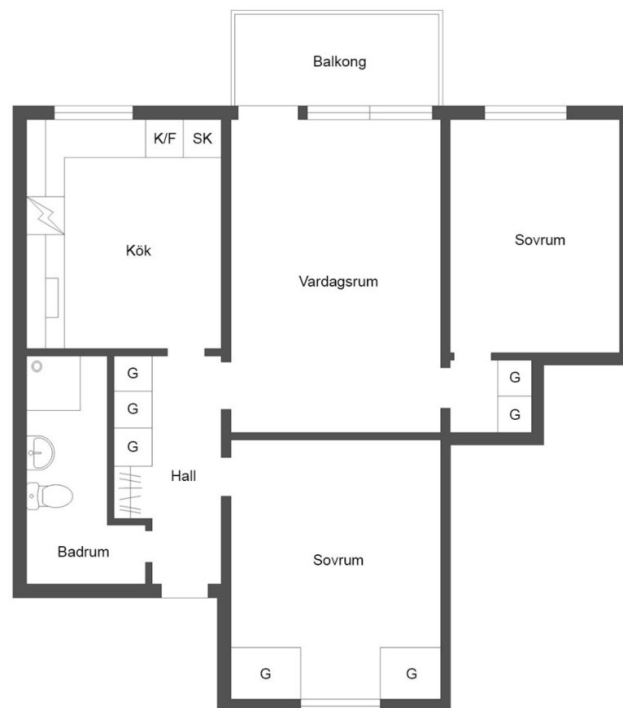 Balkong
K/F SK
Kök
Vardagsrum
Sovrum
G
G
G
G
G
Hall
Badrum
Sovrum
G
G